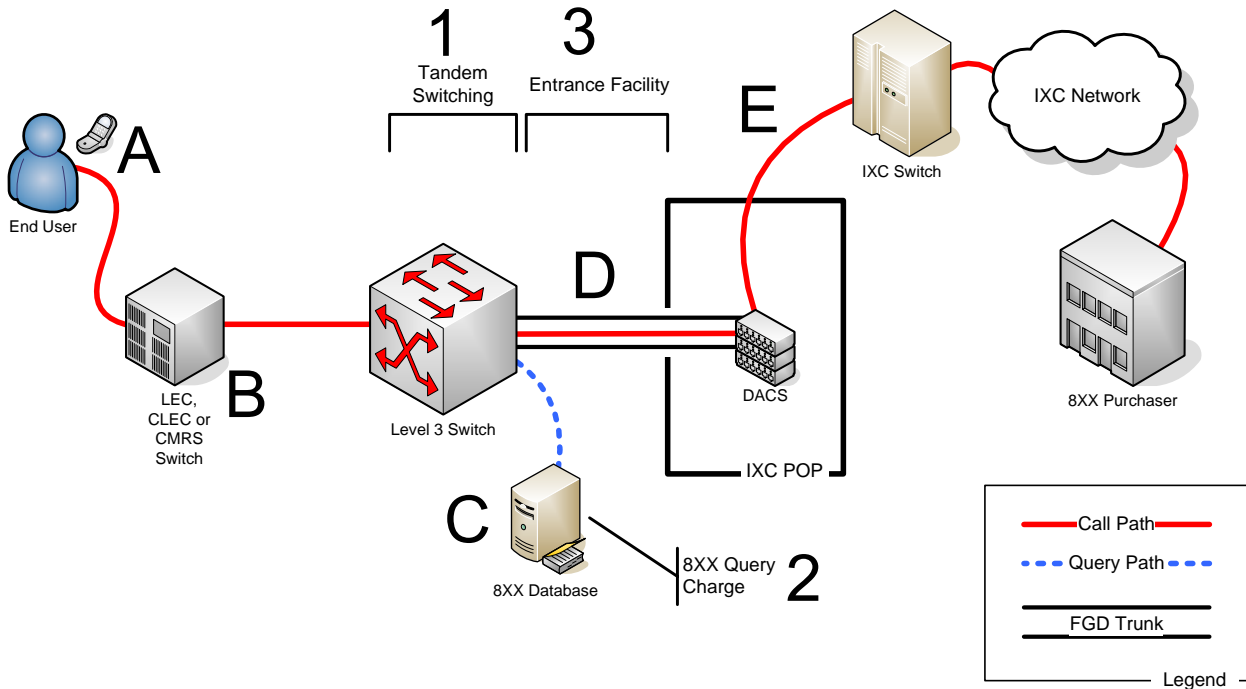 1
3
Tandem
Switching
Entrance Facility
A
E
IXC Network
End User
IXC Switch
D
B
LEC,
CLEC or
CMRS
Switch
Level 3 Switch
DACS
8XX Purchaser
IXC POP
C
8XX Database
8XX Query
Charge
2
Call Path
Query Path
FGD Trunk
Legend